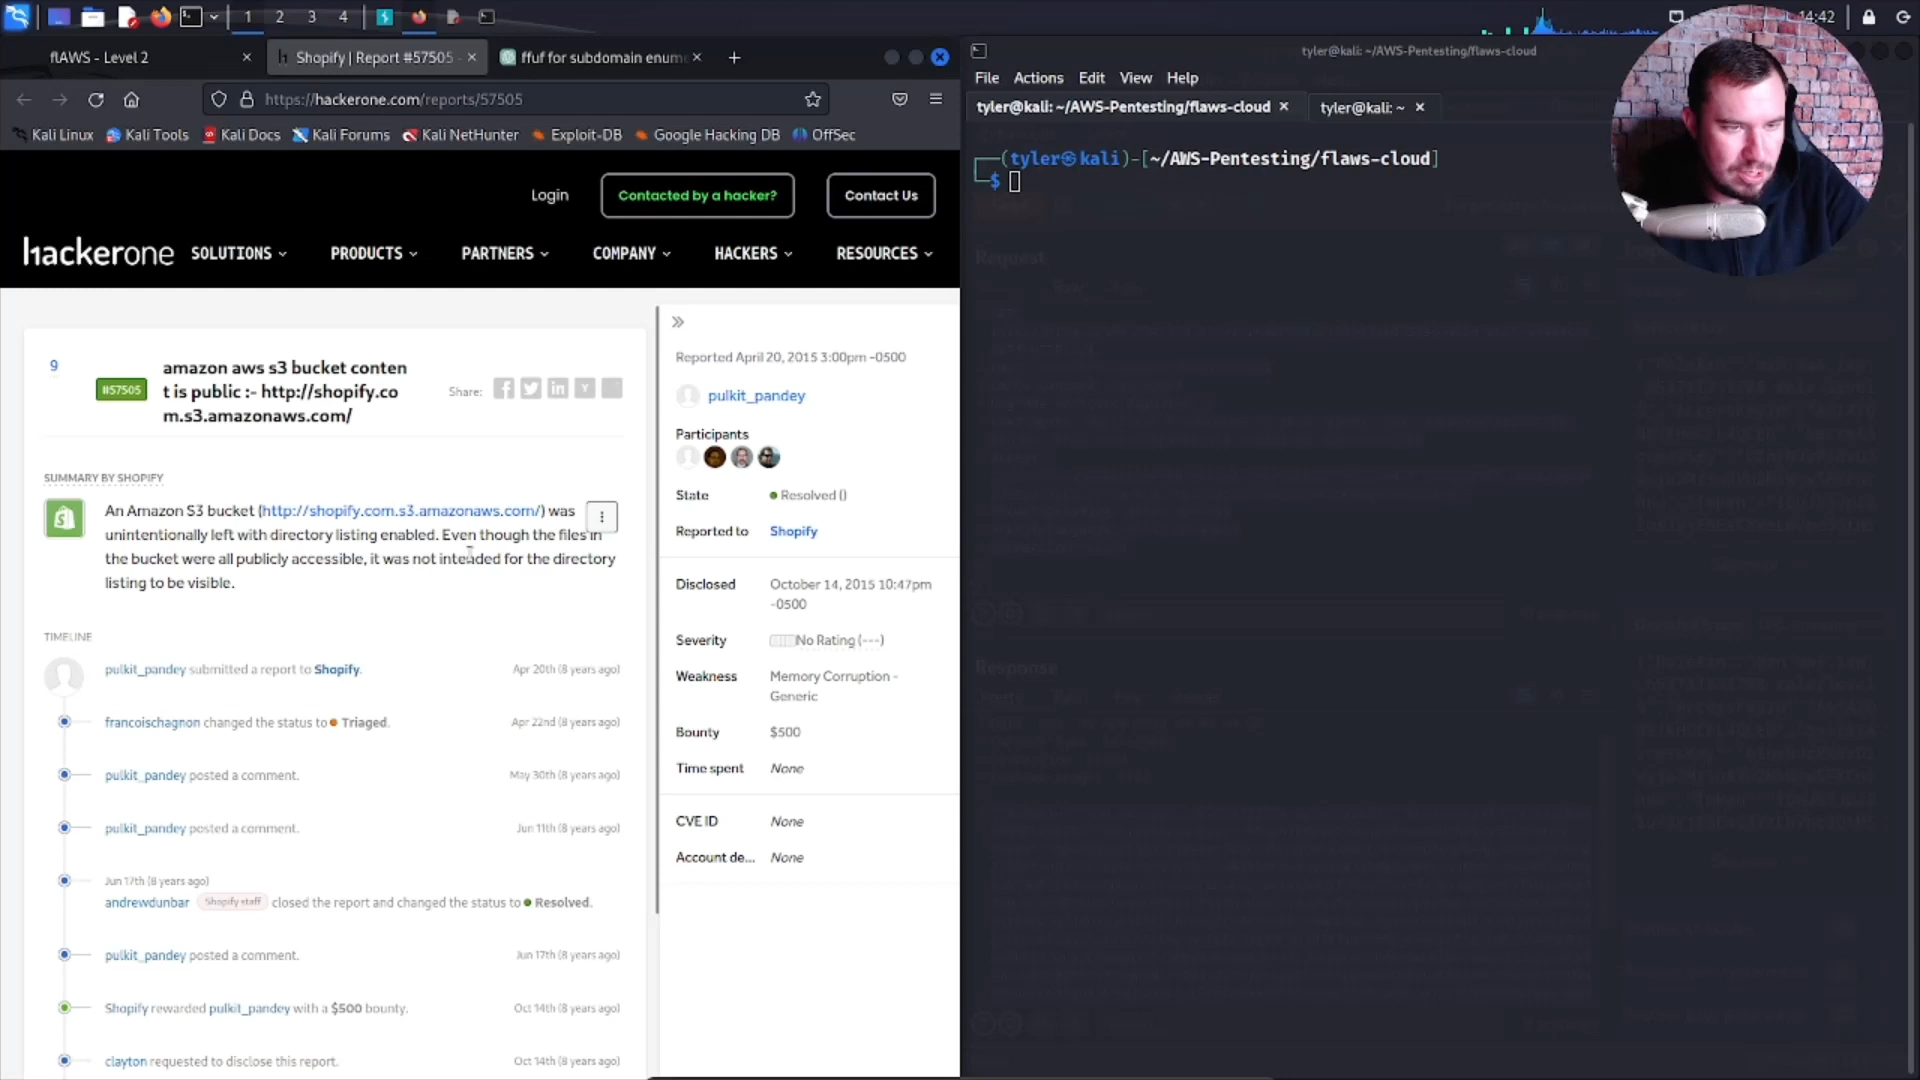 1 2 3 4
14:42
flAWS - Level 2
Shopify | Report #57505 -
ffuf for subdomain enume
https://hackerone.com/reports/57505
Kali Linux
Kali Tools
Kali Docs
Kali Forums
Kali NetHunter
Exploit-DB
Google Hacking DB
OffSec
Login
Contacted by a hacker?
Contact Us
hackerone
SOLUTIONS
PRODUCTS
PARTNERS
COMPANY
HACKERS
RESOURCES
9
#57505
amazon aws s3 bucket conten
t is public :- http://shopify.co
m.s3.amazonaws.com/
Share:
SUMMARY BY SHOPIFY
An Amazon S3 bucket (http://shopify.com.s3.amazonaws.com/) was
unintentionally left with directory listing enabled. Even though the files in
the bucket were all publicly accessible, it was not intended for the directory
listing to be visible.
TIMELINE
pulkit_pandey submitted a report to Shopify.
Apr 20th (8 years ago)
francoischagnon changed the status to Triaged.
Apr 22nd (8 years ago)
pulkit_pandey posted a comment.
May 30th (8 years ago)
pulkit_pandey posted a comment.
Jun 11th (8 years ago)
Jun 17th (8 years ago)
andrewdunbar Shopify staff closed the report and changed the status to Resolved.
pulkit_pandey posted a comment.
Jun 17th (8 years ago)
Shopify rewarded pulkit_pandey with a $500 bounty.
Oct 14th (8 years ago)
clayton requested to disclose this report.
Oct 14th (8 years ago)
Reported April 20, 2015 3:00pm -0500
pulkit_pandey
Participants
State
Resolved ()
Reported to
Shopify
Disclosed
October 14, 2015 10:47pm
-0500
Severity
No Rating (---)
Weakness
Memory Corruption -
Generic
Bounty
$500
Time spent
None
CVE ID
None
Account de...
None
tyler@kali: ~/AWS-Pentesting/flaws-cloud
File Actions Edit View Help
tyler@kali: ~/AWS-Pentesting/flaws-cloud
tyler@kali: ~
(tyler㉿kali)-[~/AWS-Pentesting/flaws-cloud]
$
Request
Response